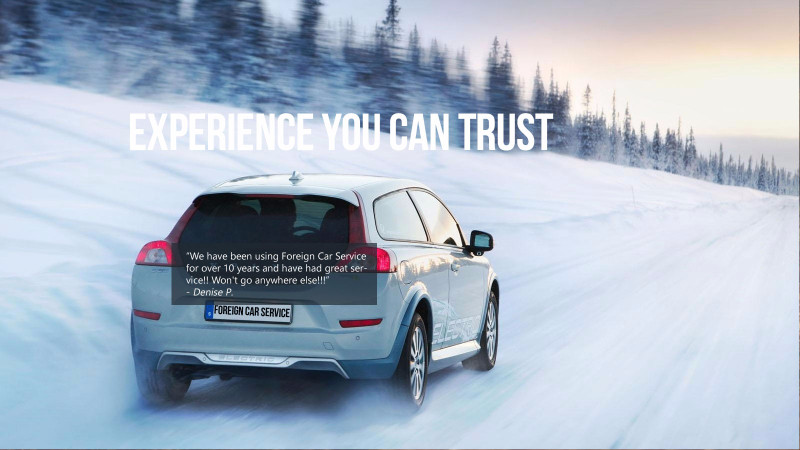 EXPERIENCE YOU CAN TRUST
"We have been using Foreign Car Service
for over 10 years and have had great ser-
vice!! Won't go anywhere else!!!"
- Denise P.
FOREIGN CAR SERVICE
ELECTRIC